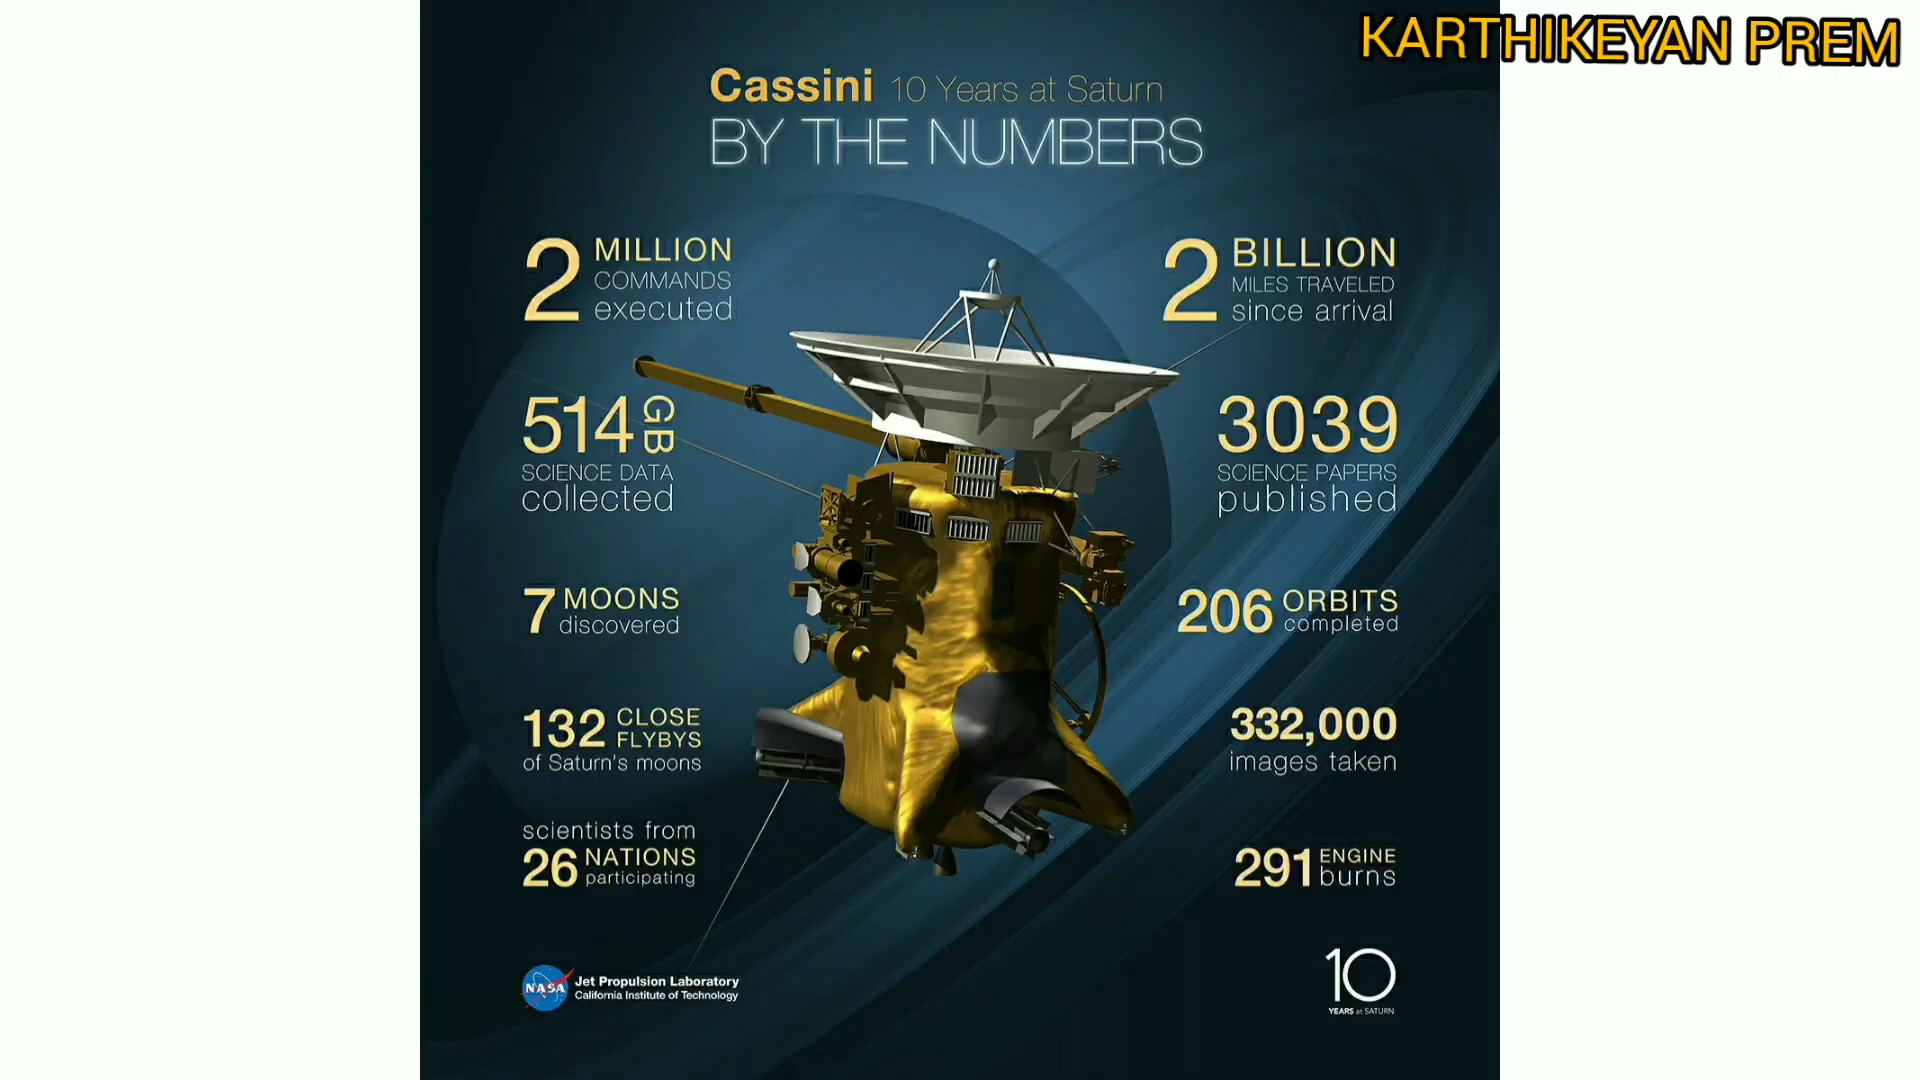 KARTHIKEYAN PREM
Cassini 10 Years at Saturn
BY THE NUMBERS
2 MILLION
COMMANDS
executed
2 BILLION
MILES TRAVELED
since arrival
514 GB
SCIENCE DATA
collected
3039
SCIENCE PAPERS
published
7 MOONS
discovered
206 ORBITS
completed
132 CLOSE
FLYBYS
of Saturn's moons
332,000
images taken
scientists from
26 NATIONS
participating
291 ENGINE
burns
NASA
Jet Propulsion Laboratory
California Institute of Technology
10
YEARS at SATURN